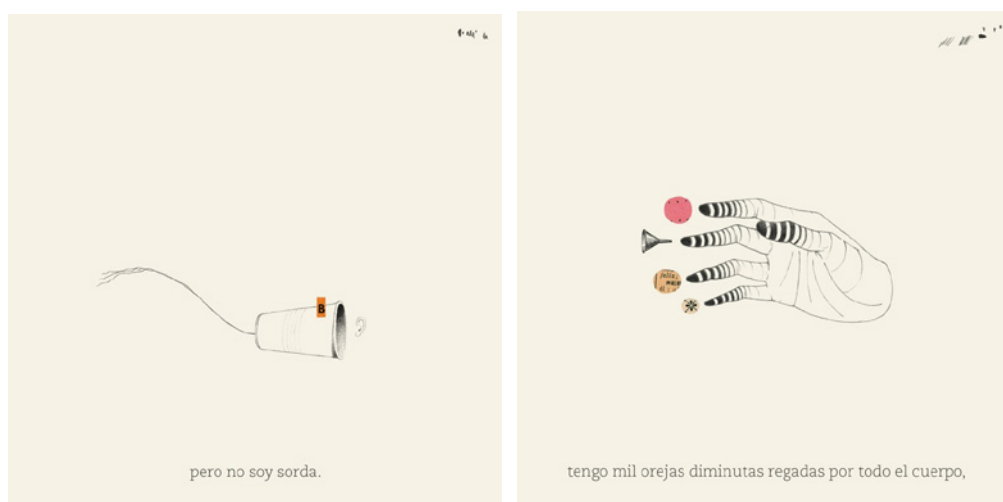 B
pero no soy sorda.
tengo mil orejas diminutas regadas por todo el cuerpo,